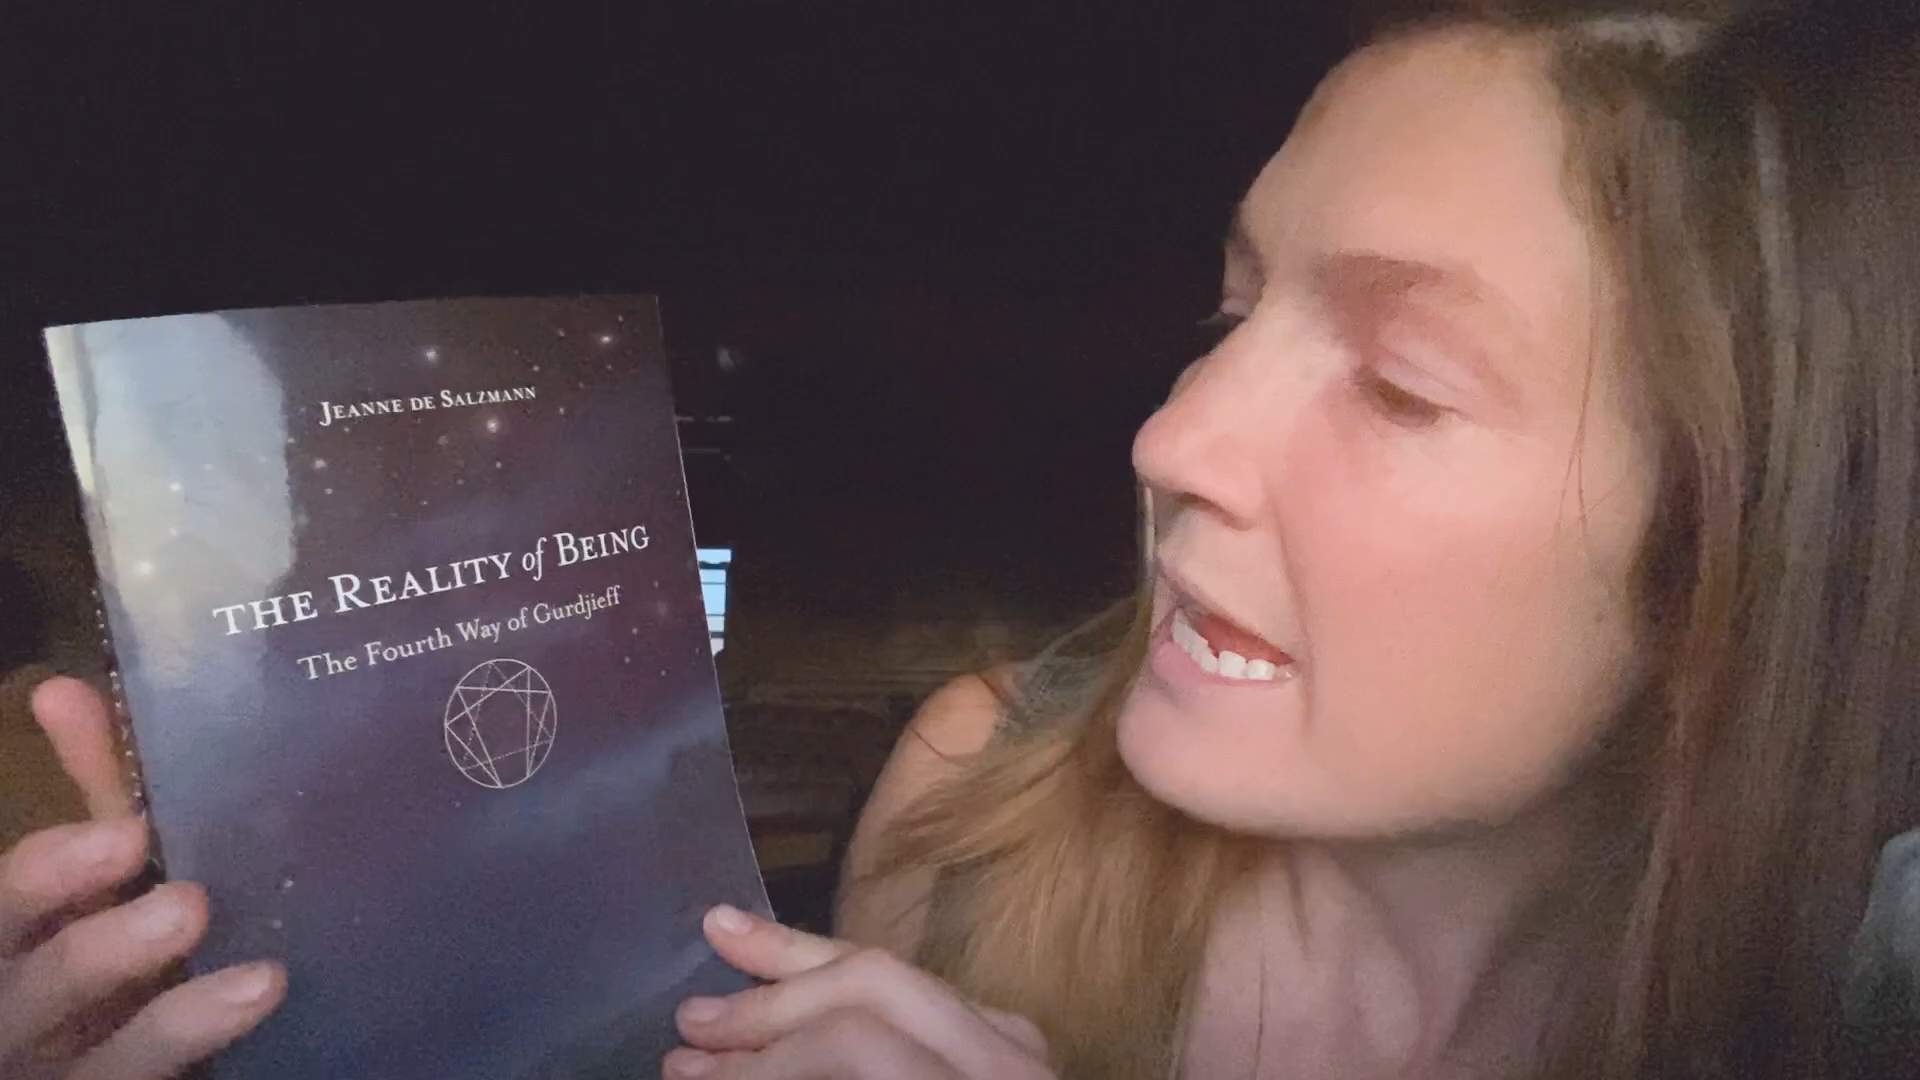 JEANNE DE SALZMANN
THE REALITY of BEING
The Fourth Way of Gurdjieff